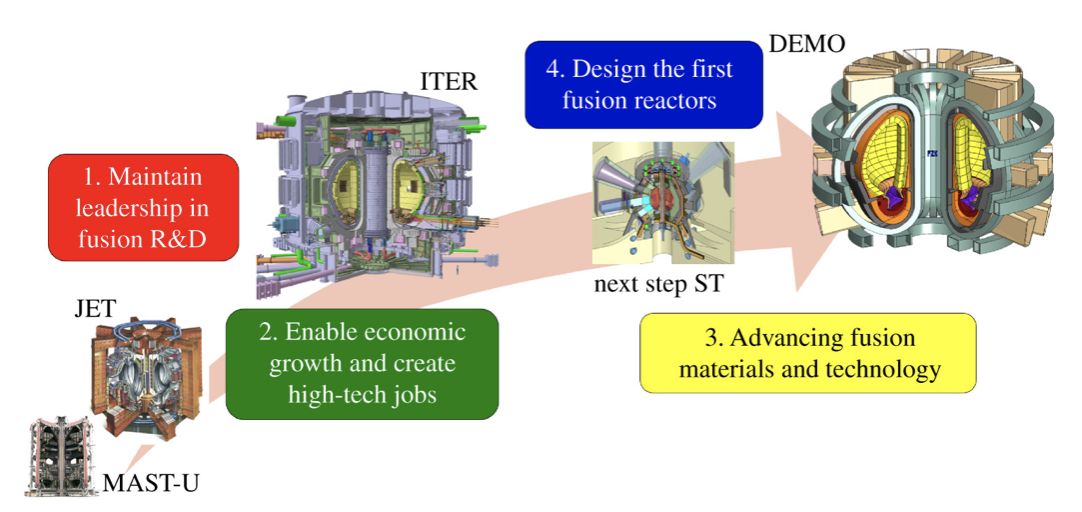 ITER
DEMO
4. Design the first
fusion reactors
1. Maintain
leadership in
fusion R&D
next step ST
JET
2. Enable economic
growth and create
high-tech jobs
3. Advancing fusion
materials and technology
MAST-U